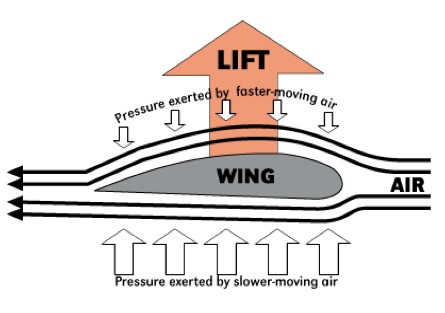 LIFT
Pressure exerted by faster-moving air
WING
AIR
Pressure exerted by slower-moving air